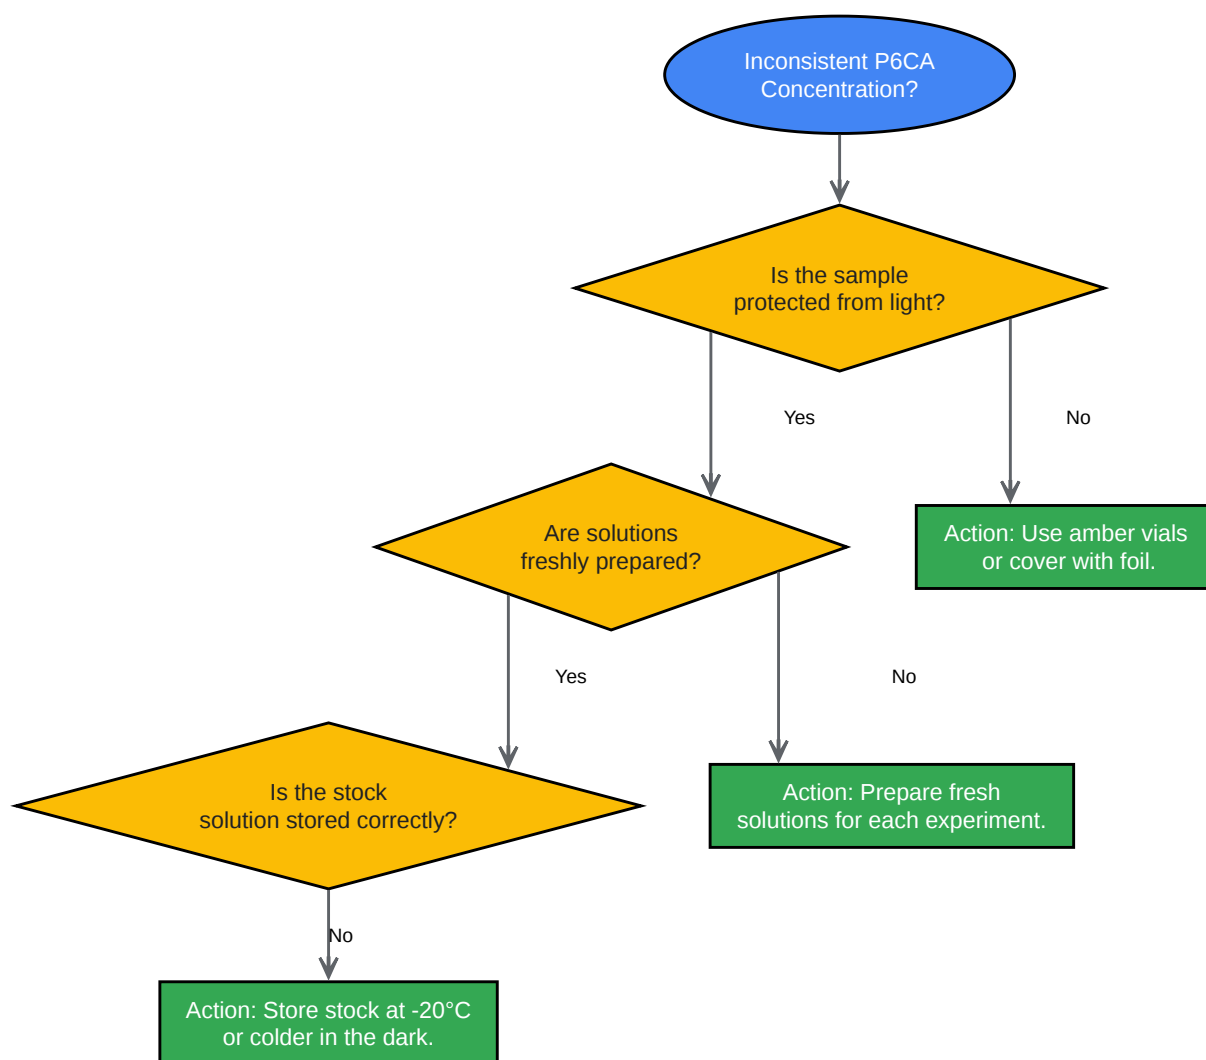 Inconsistent P6CA
Concentration?
Is the sample
protected from light?
Yes
No
Are solutions
freshly prepared?
Action: Use amber vials
or cover with foil.
Yes
No
Is the stock
solution stored correctly?
Action: Prepare fresh
solutions for each experiment.
No
Action: Store stock at -20°C
or colder in the dark.